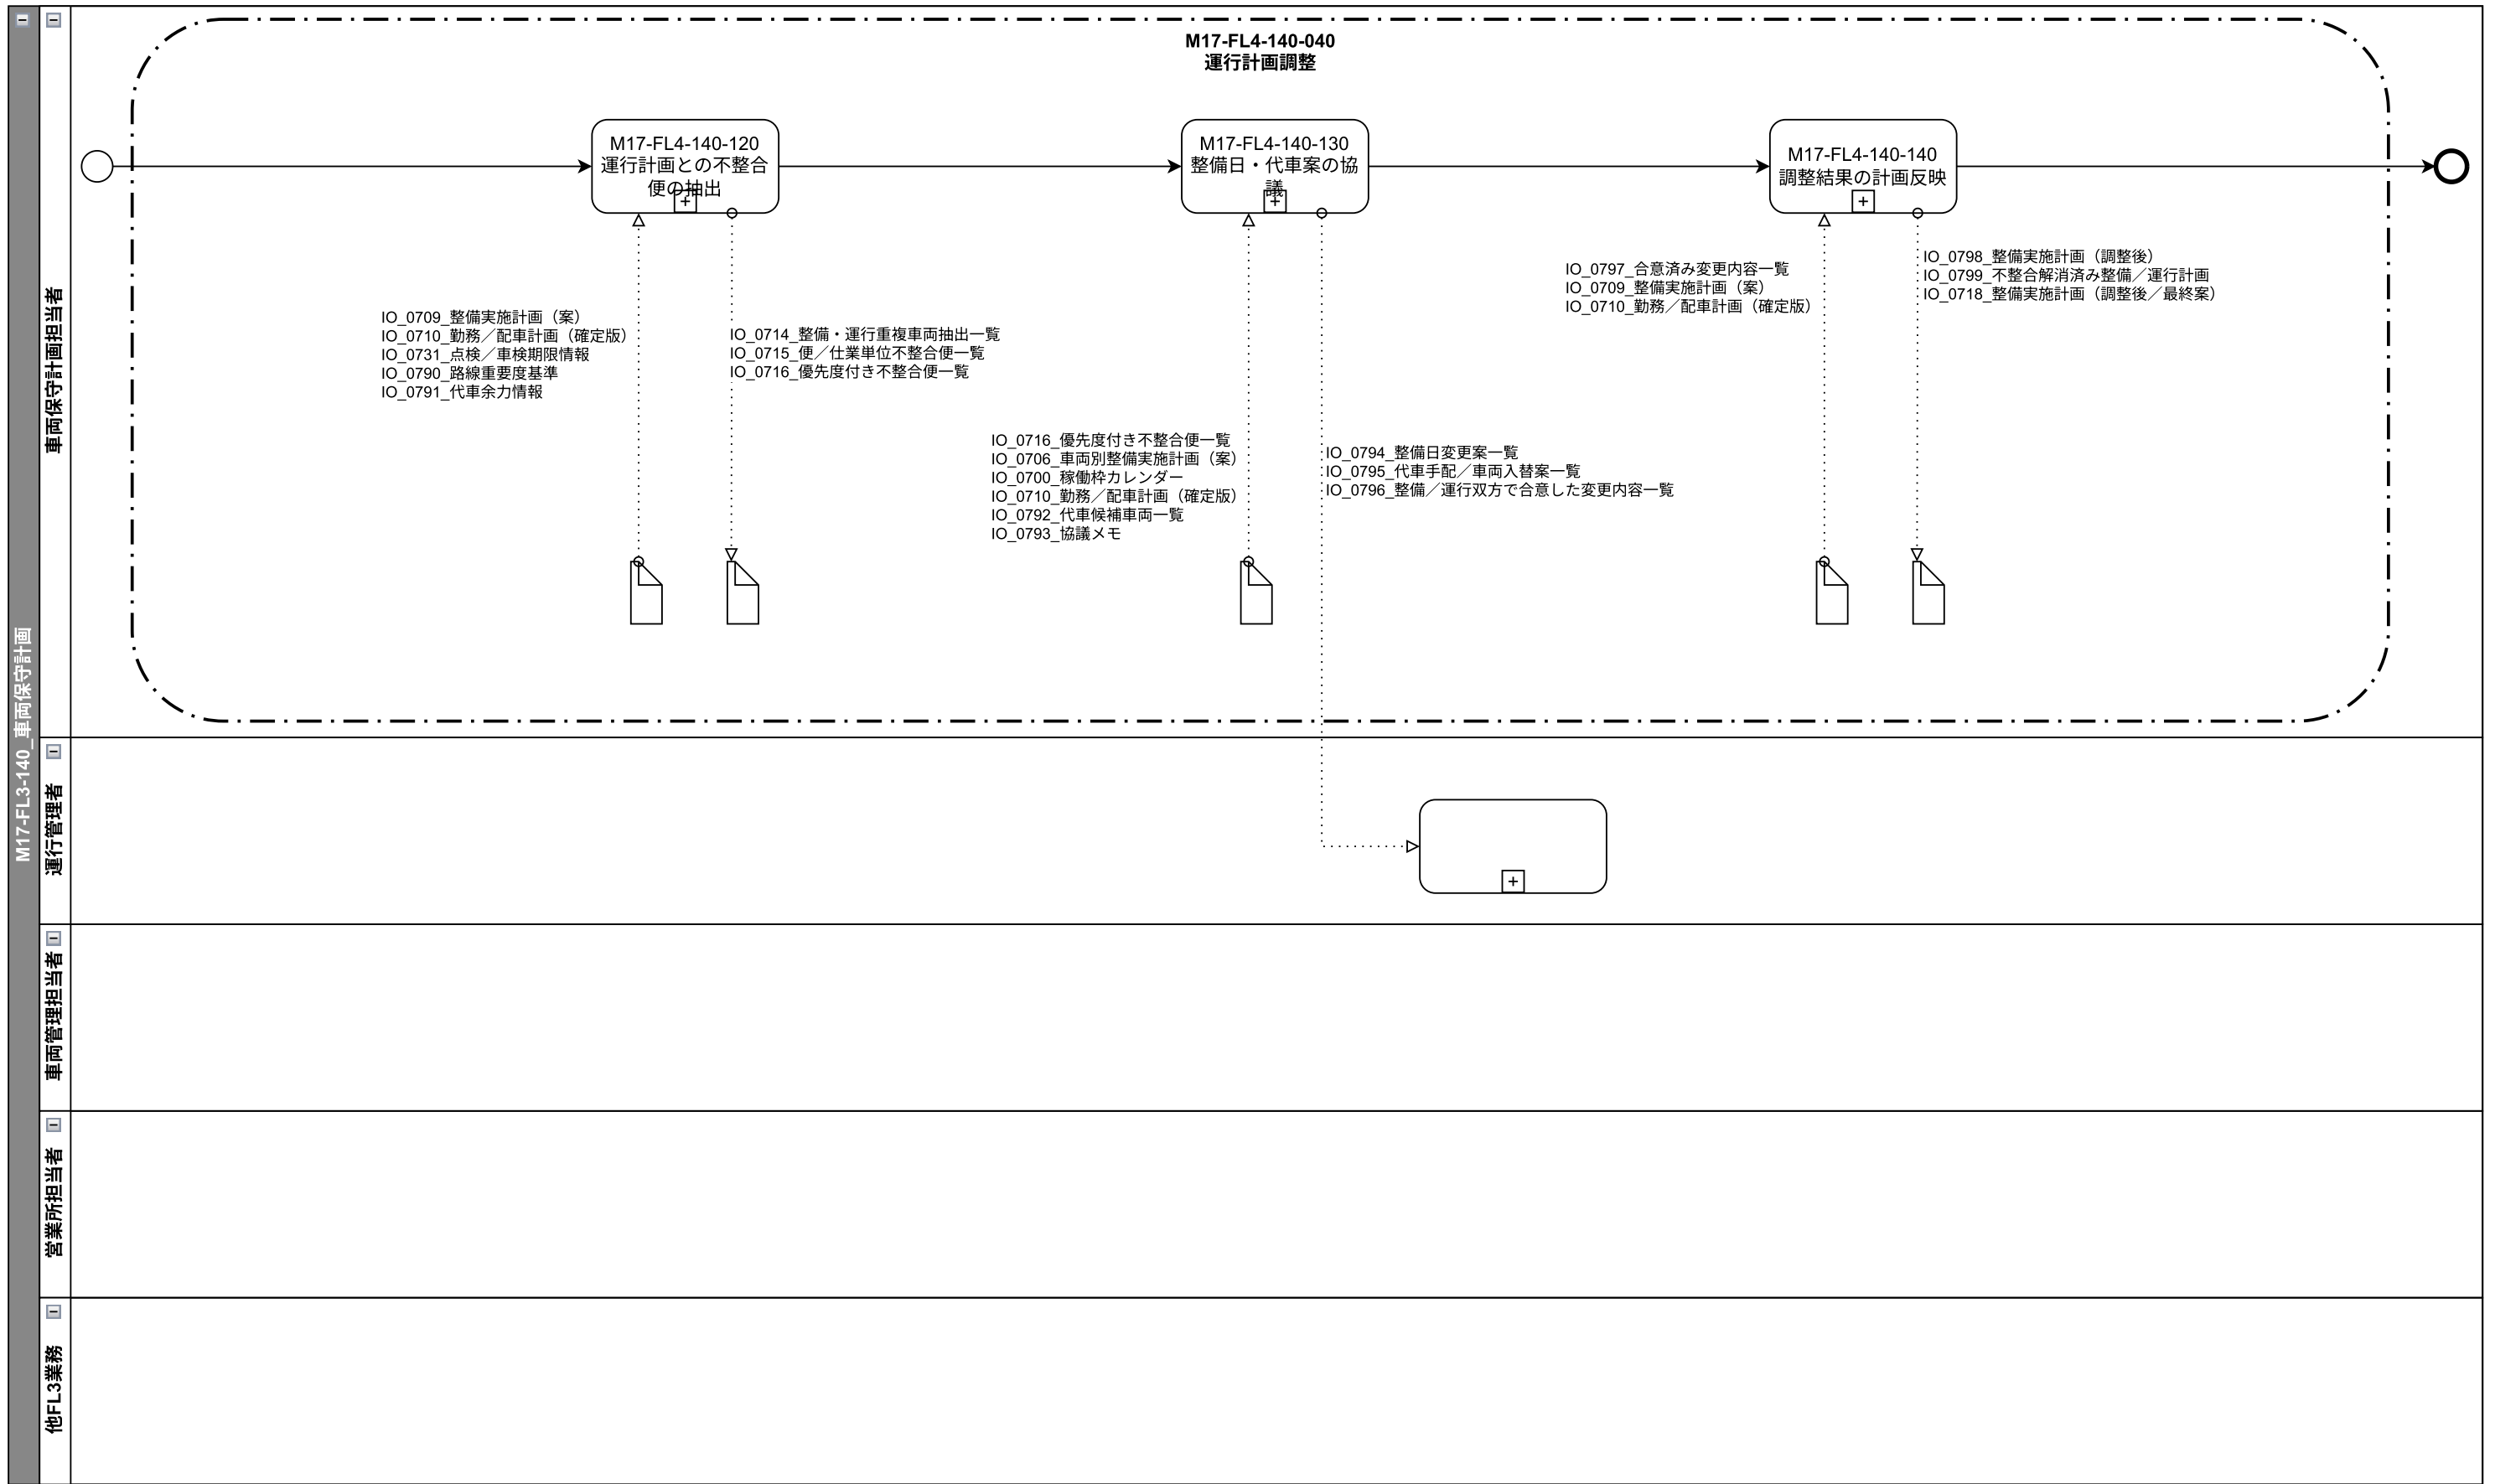 M17-FL3-140_車両保守計画
車両保守計画担当者
M17-FL4-140-040
運行計画調整
M17-FL4-140-120
運行計画との不整合
便の抽出
M17-FL4-140-130
整備日・代車案の協
議
M17-FL4-140-140
調整結果の計画反映
IO_0709_整備実施計画（案）
IO_0710_勤務／配車計画（確定版）
IO_0731_点検／車検期限情報
IO_0790_路線重要度基準
IO_0791_代車余力情報
IO_0714_整備・運行重複車両抽出一覧
IO_0715_便／仕業単位不整合便一覧
IO_0716_優先度付き不整合便一覧
IO_0716_優先度付き不整合便一覧
IO_0706_車両別整備実施計画（案）
IO_0700_稼働枠カレンダー
IO_0710_勤務／配車計画（確定版）
IO_0792_代車候補車両一覧
IO_0793_協議メモ
IO_0794_整備日変更案一覧
IO_0795_代車手配／車両入替案一覧
IO_0796_整備／運行双方で合意した変更内容一覧
IO_0797_合意済み変更内容一覧
IO_0709_整備実施計画（案）
IO_0710_勤務／配車計画（確定版）
IO_0798_整備実施計画（調整後）
IO_0799_不整合解消済み整備／運行計画
IO_0718_整備実施計画（調整後／最終案）
運行管理者
車両管理担当者
営業所担当者
他FL3業務